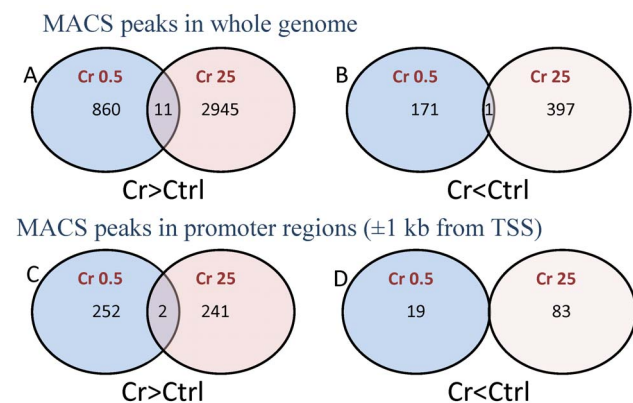 MACS peaks in whole genome
A Cr 0.5 Cr 25 B Cr 0.5 Cr 25
860 11 2945 171 1 397
Cr>Ctrl Cr<Ctrl
MACS peaks in promoter regions (±1 kb from TSS)
C Cr 0.5 Cr 25 D Cr 0.5 Cr 25
252 2 241 19 83
Cr>Ctrl Cr<Ctrl